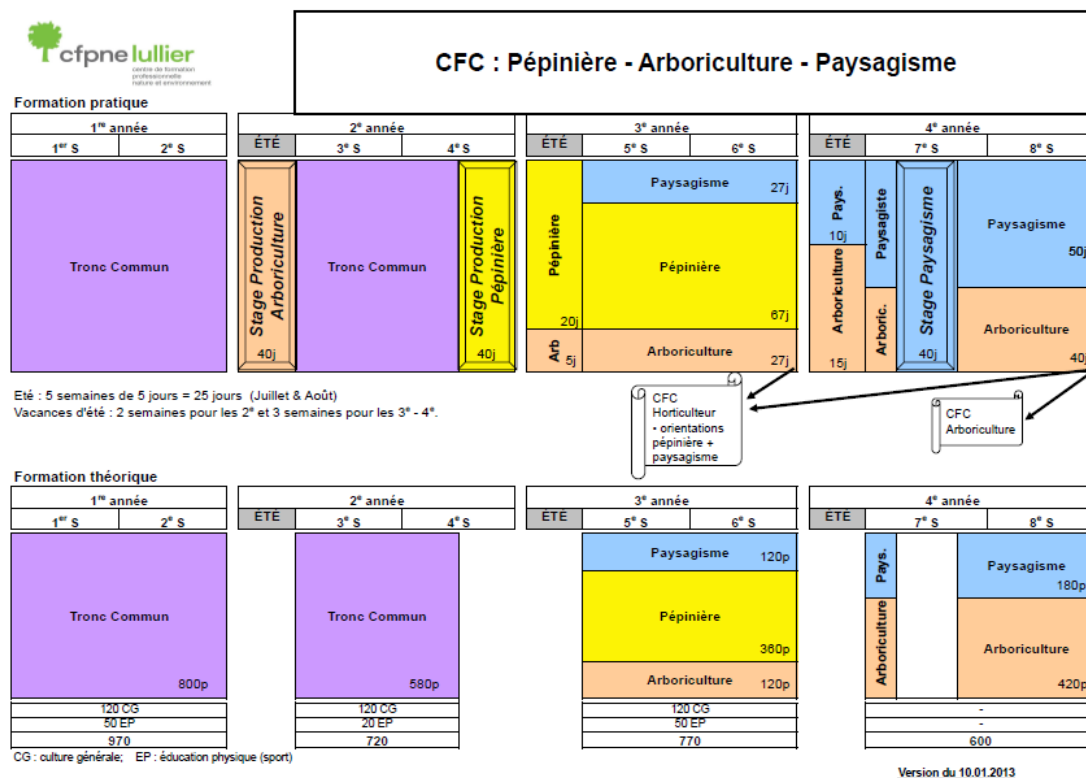 cfpne lullier
centre de formation
professionnelle
nature et environnement
CFC : Pépinière - Arboriculture - Paysagisme
Formation pratique
1re année
2e année
3e année
4e année
1er S
2e S
ÉTÉ
3e S
4e S
ÉTÉ
5e S
6e S
ÉTÉ
7e S
8e S
Tronc Commun
Stage Production
Arboriculture
40j
Tronc Commun
Stage Production
Pépinière
40j
Pépinière
20j
Arb
5j
Paysagisme
27j
Pépinière
67j
Arboriculture
27j
Pays.
10j
Arboriculture
15j
Paysagiste
Arboric.
Stage Paysagisme
40j
Paysagisme
50j
Arboriculture
40j
Eté : 5 semaines de 5 jours = 25 jours (Juillet & Août)
Vacances d'été : 2 semaines pour les 2e et 3 semaines pour les 3e - 4e.
CFC
Horticulteur
- orientations
pépinière +
paysagisme
CFC
Arboriculture
Formation théorique
1re année
2e année
3e année
4e année
1er S
2e S
ÉTÉ
3e S
4e S
ÉTÉ
5e S
6e S
ÉTÉ
7e S
8e S
Tronc Commun
800p
Tronc Commun
580p
Paysagisme
120p
Pépinière
360p
Arboriculture
120p
Pays.
Arboriculture
Paysagisme
180p
Arboriculture
420p
120 CG
120 CG
120 CG
-
50 EP
20 EP
50 EP
-
970
720
770
600
CG : culture générale; EP : éducation physique (sport)
Version du 10.01.2013